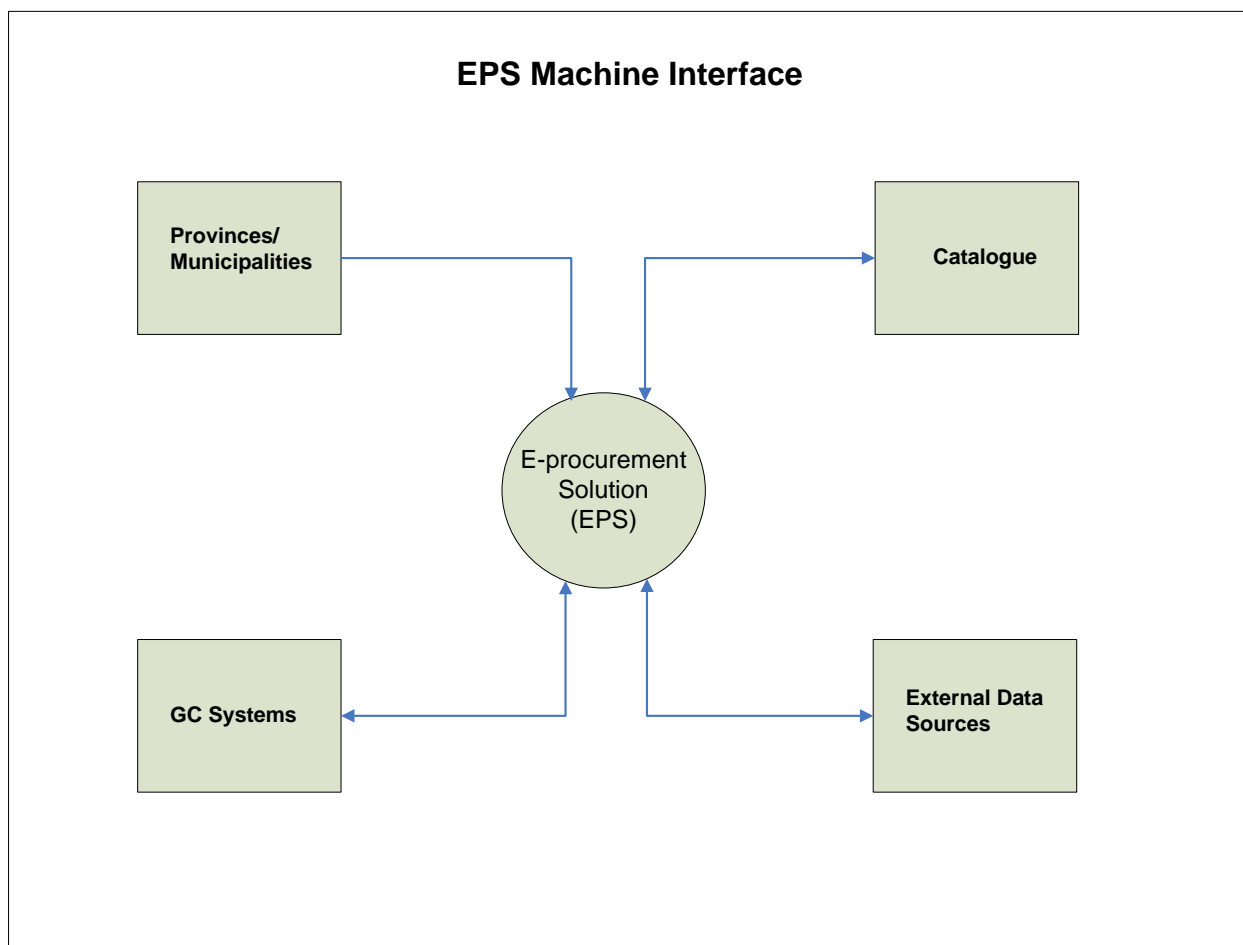 EPS Machine Interface
Provinces/
Municipalities
Catalogue
E-procurement
Solution
(EPS)
GC Systems
External Data
Sources